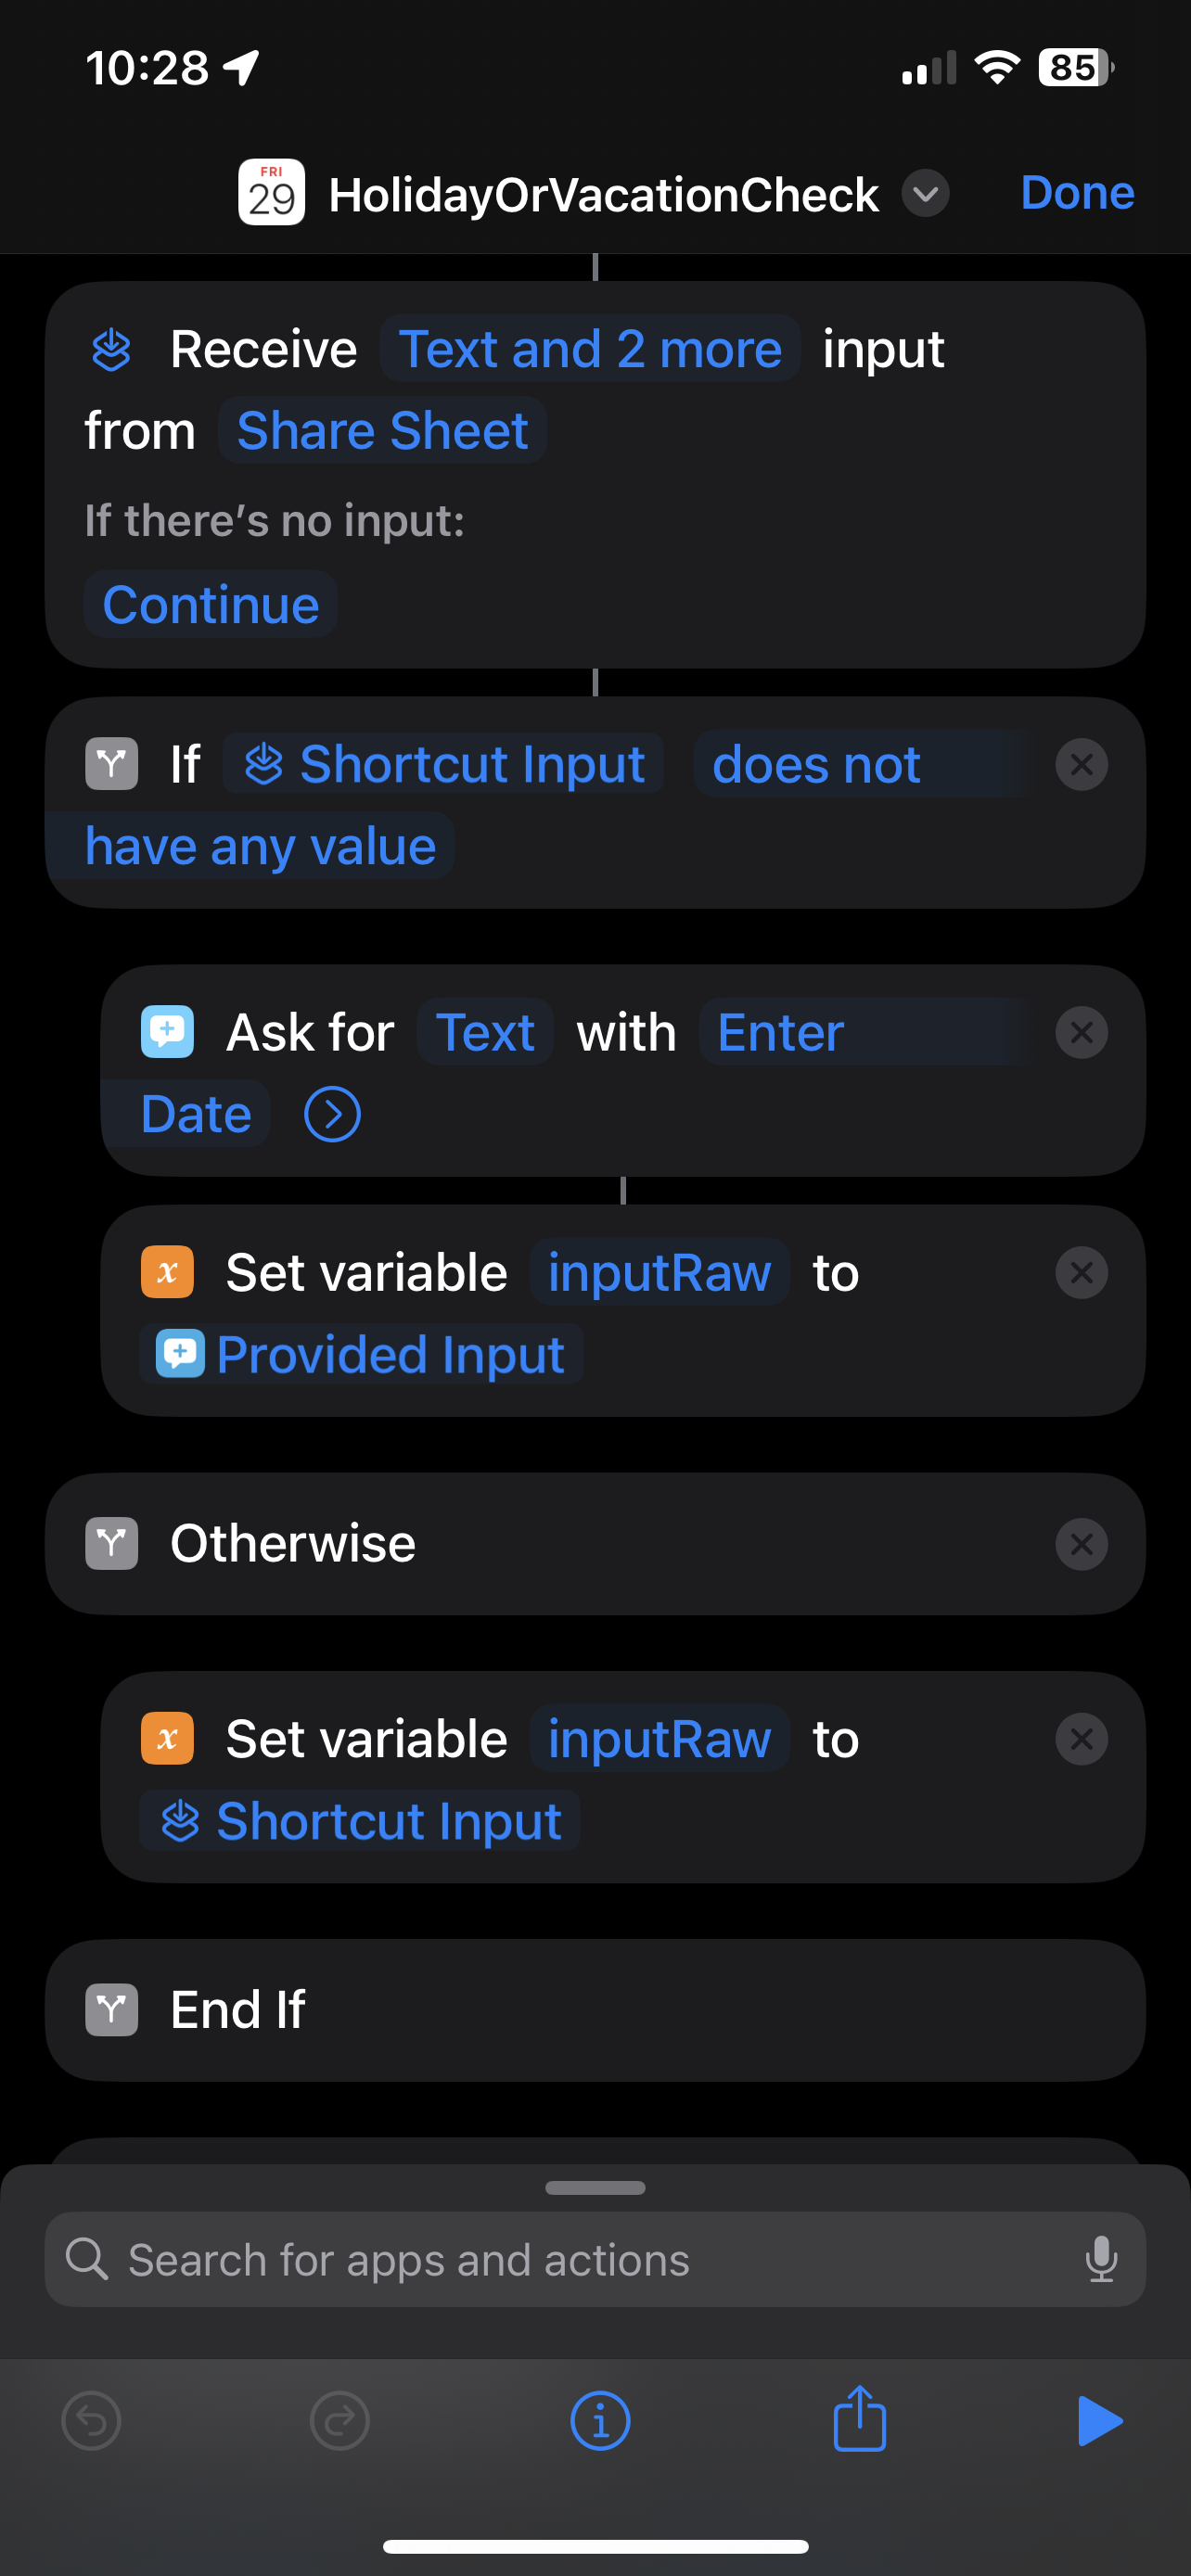 10:28
85
FRI
29
HolidayOrVacationCheck
Done
Receive Text and 2 more input
from Share Sheet
If there’s no input:
Continue
If Shortcut Input does not
have any value
Ask for Text with Enter
Date
x Set variable inputRaw to
Provided Input
Otherwise
x Set variable inputRaw to
Shortcut Input
End If
Search for apps and actions